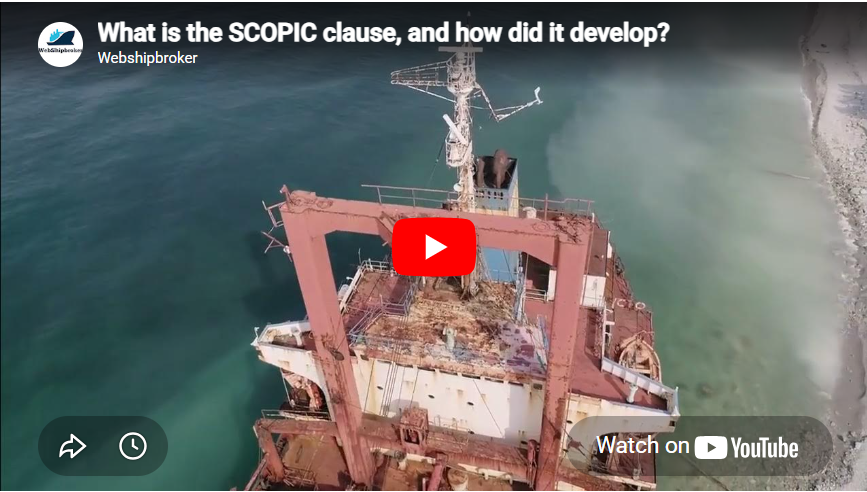 What is the SCOPIC clause, and how did it develop?
WebShipbroker
Webshipbroker
Watch on YouTube